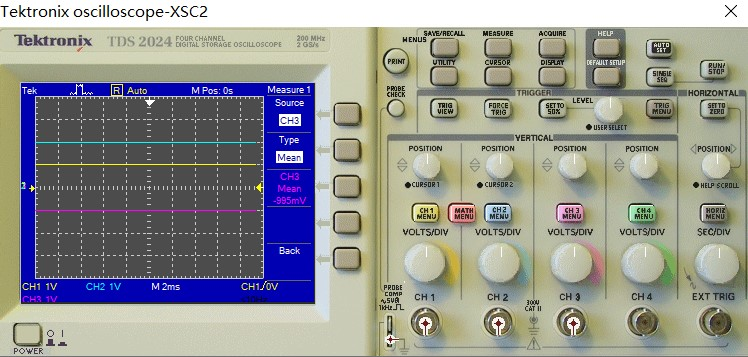 Tektronix oscilloscope-XSC2
Tektronix TDS 2024 FOUR CHANNEL DIGITAL STORAGE OSCILLOSCOPE 200 MHz 2 GS/s
Tek R Auto M Pos: 0s Measure 1
Source
CH3
Type
Mean
CH3
Mean
-995mV
Back
CH1 1V CH2 1V M 2ms CH1 /0V
CH3 1V
POWER
MENUS
SAVE/RECALL MEASURE ACQUIRE HELP AUTO SET
UTILITY CURSOR DISPLAY DEFAULT SETUP SINGLE SEQ RUN/STOP
PRINT
PROBE CHECK
TRIGGER HORIZONTAL
TRIG VIEW FORCE TRIG SET TO 50% LEVEL TRIG MENU SET TO ZERO
USER SELECT
VERTICAL
POSITION POSITION POSITION POSITION POSITION
CURSOR 1 CURSOR 2 HELP SCROLL
CH 1 MENU MATH MENU CH 2 MENU CH 3 MENU CH 4 MENU HORIZ MENU
VOLTS/DIV VOLTS/DIV VOLTS/DIV VOLTS/DIV SEC/DIV
PROBE COMP
~5V@
1kHz
CH 1 CH 2 300V CAT II CH 3 CH 4 EXT TRIG